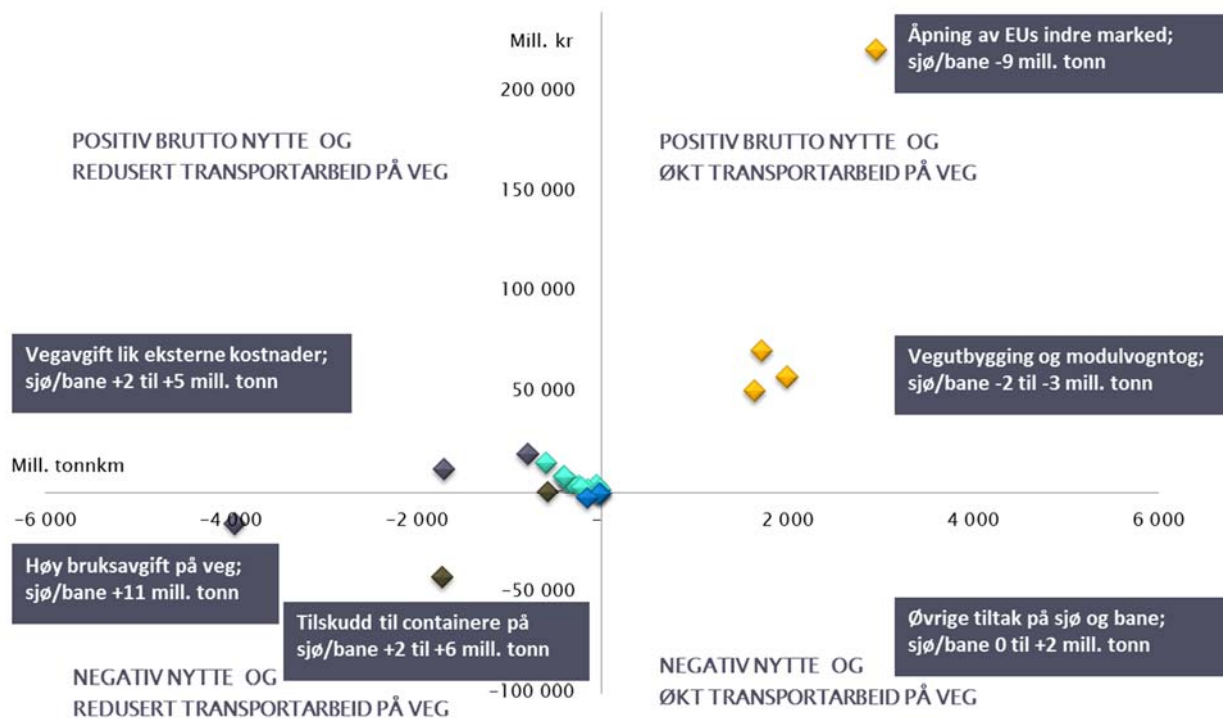 Mill. kr
Åpning av EUs indre marked;
sjø/bane -9 mill. tonn
200 000
POSITIV BRUTTO NYTTE OG
REDUSERT TRANSPORTARBEID PÅ VEG
POSITIV BRUTTO NYTTE OG
ØKT TRANSPORTARBEID PÅ VEG
150 000
100 000
Vegavgift lik eksterne kostnader;
sjø/bane +2 til +5 mill. tonn
Vegutbygging og modulvogntog;
sjø/bane -2 til -3 mill. tonn
50 000
Mill. tonnkm
-6 000
-4 000
-2 000
-
2 000
4 000
6 000
Høy bruksavgift på veg;
sjø/bane +11 mill. tonn
-50 000
Tilskudd til containere på
sjø/bane +2 til +6 mill. tonn
Øvrige tiltak på sjø og bane;
sjø/bane 0 til +2 mill. tonn
NEGATIV NYTTE OG
REDUSERT TRANSPORTARBEID PÅ VEG
-100 000
NEGATIV NYTTE OG
ØKT TRANSPORTARBEID PÅ VEG